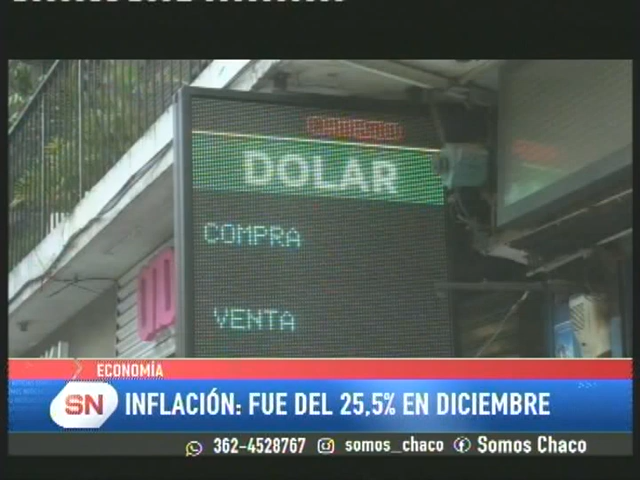 CAMBIO
DOLAR
COMPRA
VENTA
ECONOMÍA
SN
INFLACIÓN: FUE DEL 25,5% EN DICIEMBRE
362-4528767 somos_chaco Somos Chaco